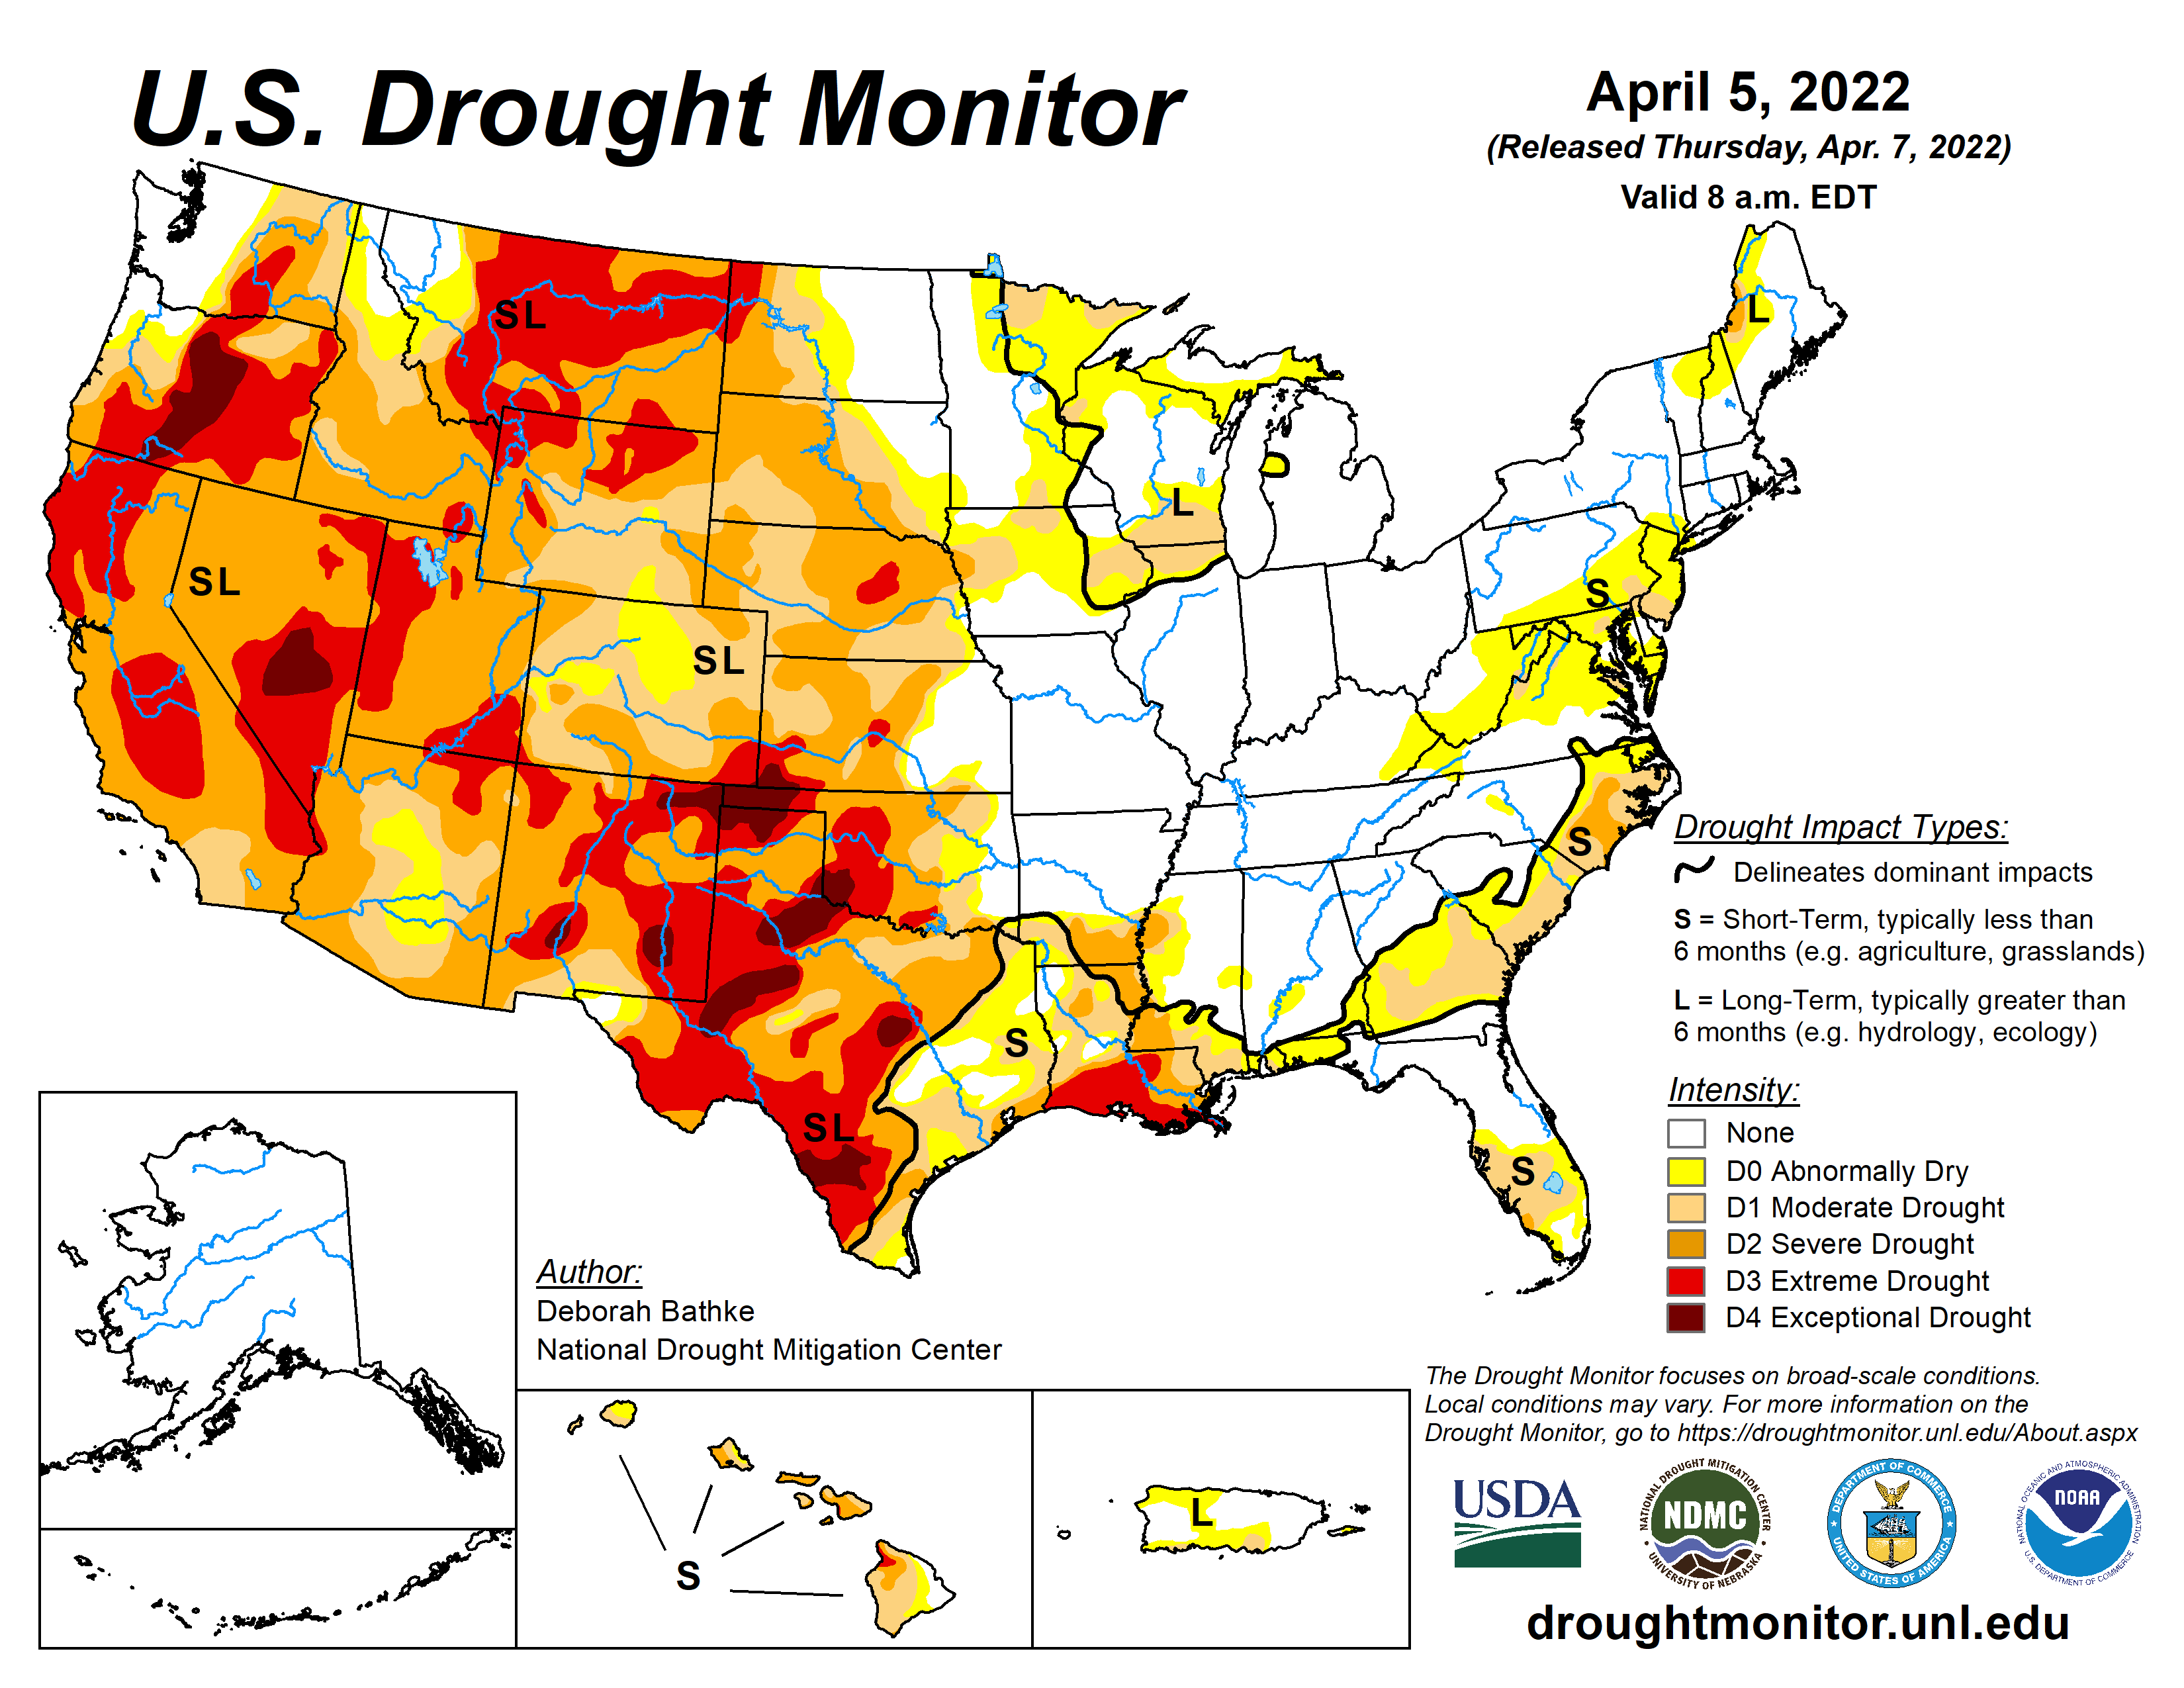 U.S. Drought Monitor
April 5, 2022
(Released Thursday, Apr. 7, 2022)
Valid 8 a.m. EDT
SL
L
SL
L
S
SL
S
Drought Impact Types:
Delineates dominant impacts
S = Short-Term, typically less than
6 months (e.g. agriculture, grasslands)
L = Long-Term, typically greater than
6 months (e.g. hydrology, ecology)
S
SL
S
Intensity:
None
D0 Abnormally Dry
D1 Moderate Drought
D2 Severe Drought
D3 Extreme Drought
D4 Exceptional Drought
Author:
Deborah Bathke
National Drought Mitigation Center
The Drought Monitor focuses on broad-scale conditions.
Local conditions may vary. For more information on the
Drought Monitor, go to https://droughtmonitor.unl.edu/About.aspx
S
L
USDA
NATIONAL DROUGHT MITIGATION CENTER
NDMC
UNIVERSITY OF NEBRASKA
DEPARTMENT OF COMMERCE
UNITED STATES OF AMERICA
NATIONAL OCEANIC AND ATMOSPHERIC ADMINISTRATION
NOAA
U.S. DEPARTMENT OF COMMERCE
droughtmonitor.unl.edu